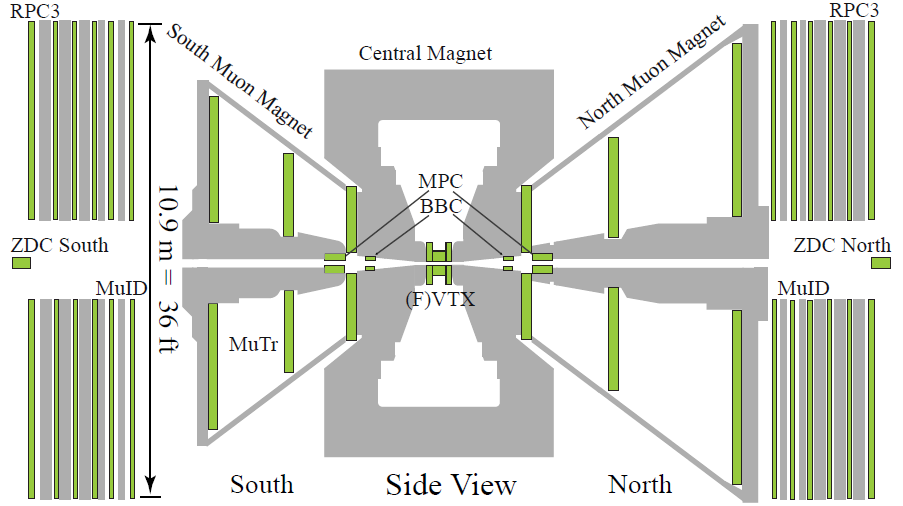 RPC3
RPC3
South Muon Magnet
Central Magnet
North Muon Magnet
MPC
BBC
10.9 m = 36 ft
ZDC South
ZDC North
MuID
(F)VTX
MuID
MuTr
South
Side View
North